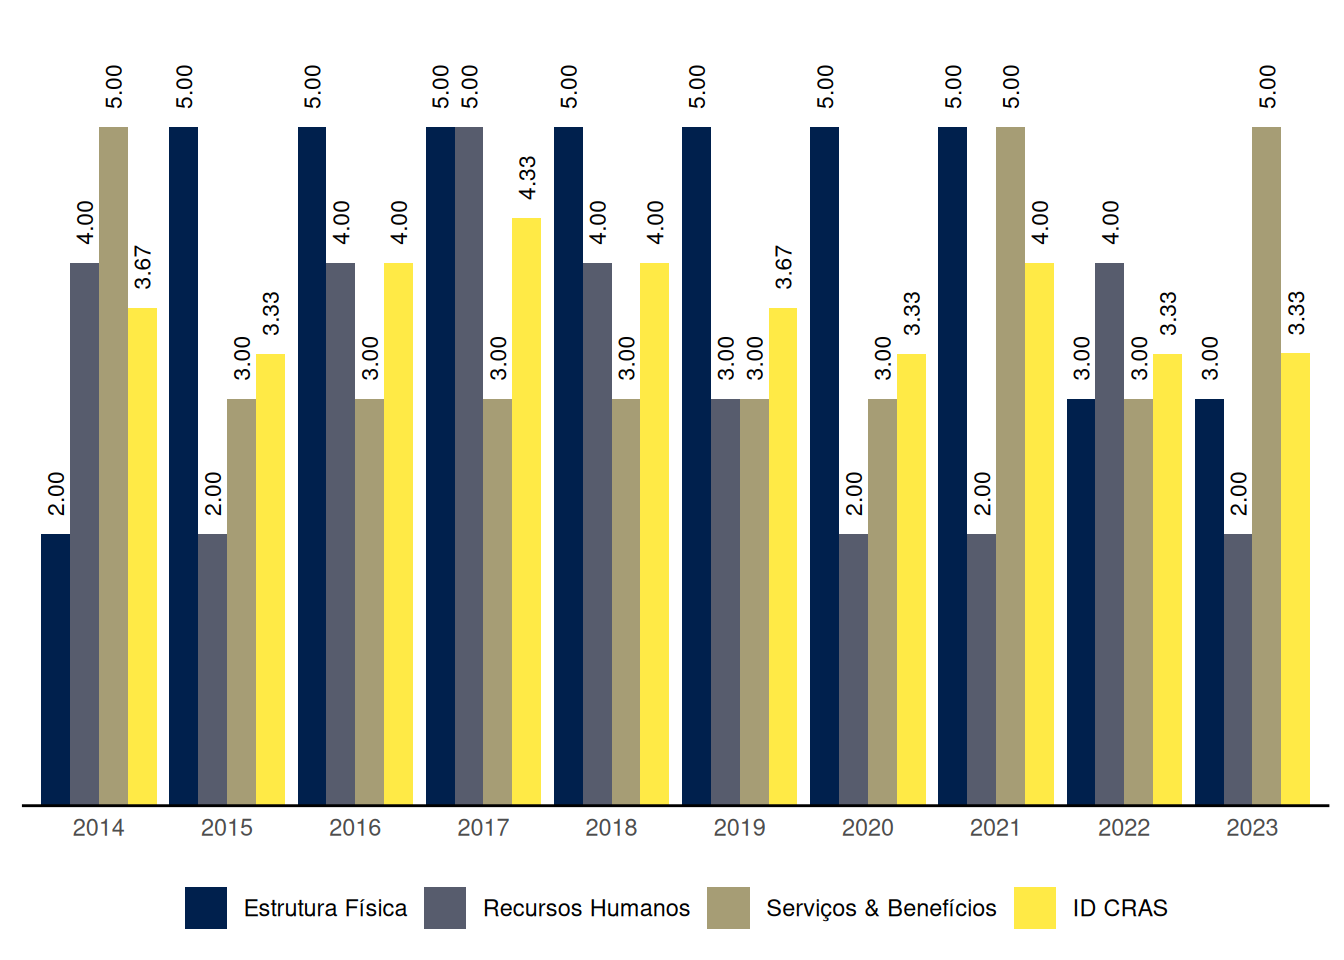 2.00 4.00 5.00 3.67 5.00 2.00 3.00 3.33 5.00 4.00 3.00 4.00 5.00 5.00 3.00 4.33 5.00 4.00 3.00 4.00 5.00 3.00 3.00 3.67 5.00 2.00 3.00 3.33 5.00 2.00 5.00 4.00 3.00 4.00 3.00 3.33 3.00 2.00 5.00 3.33
2014 2015 2016 2017 2018 2019 2020 2021 2022 2023
Estrutura Física Recursos Humanos Serviços & Benefícios ID CRAS